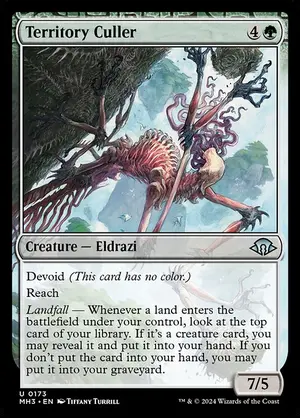 Territory Culler 4
Creature — Eldrazi
Devoid (This card has no color.)
Reach
Landfall — Whenever a land enters the
battlefield under your control, look at the top
card of your library. If it's a creature card, you
may reveal it and put it into your hand. If you
don't put the card into your hand, you may
put it into your graveyard.
7/5
U 0173
MH3 • EN TIFFANY TURRILL
™ & © 2024 Wizards of the Coast